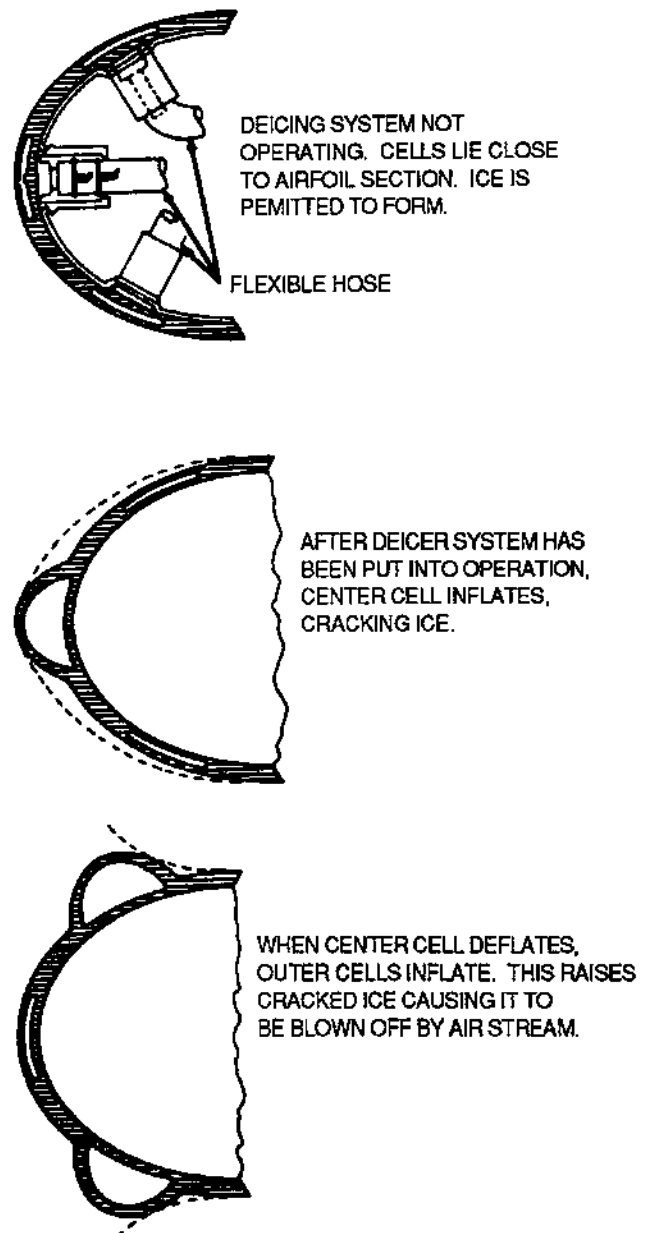 DEICING SYSTEM NOT
OPERATING. CELLS LIE CLOSE
TO AIRFOIL SECTION. ICE IS
PEMITTED TO FORM.
FLEXIBLE HOSE
AFTER DEICER SYSTEM HAS
BEEN PUT INTO OPERATION,
CENTER CELL INFLATES,
CRACKING ICE.
WHEN CENTER CELL DEFLATES,
OUTER CELLS INFLATE. THIS RAISES
CRACKED ICE CAUSING IT TO
BE BLOWN OFF BY AIR STREAM.